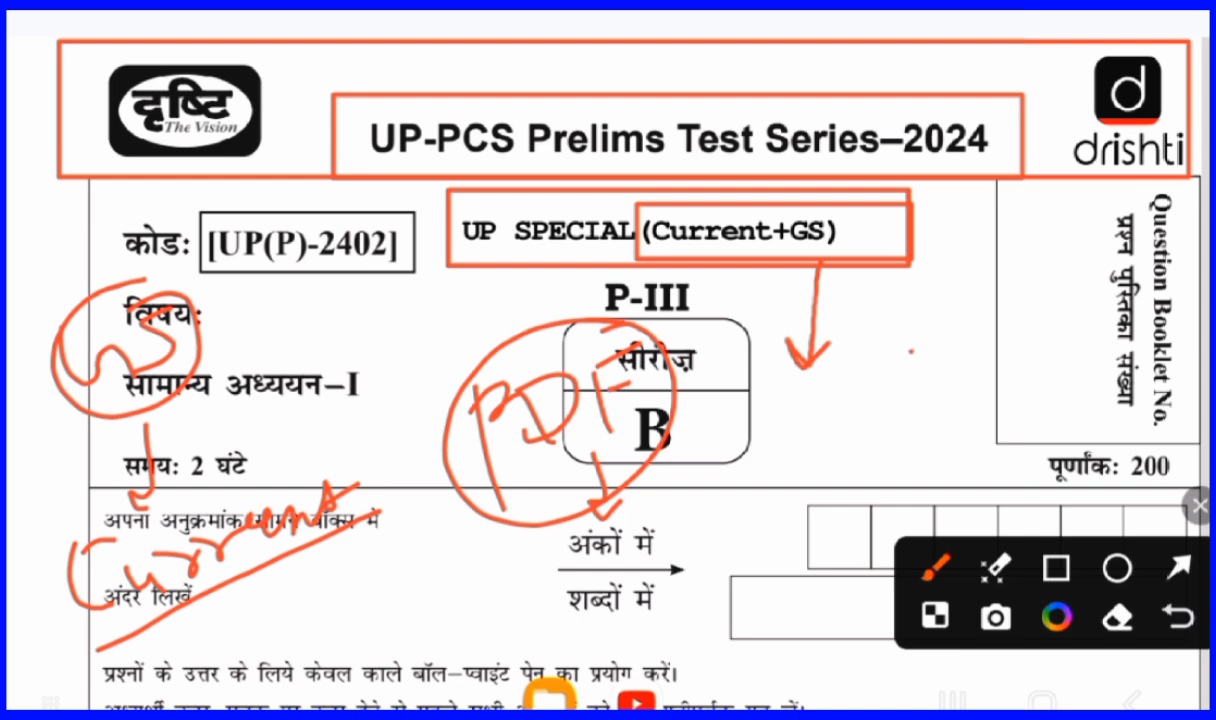 दृष्टि
The Vision
UP-PCS Prelims Test Series–2024
d
drishti
कोडः [UP(P)-2402]
UP SPECIAL(Current+GS)
P-III
विषयः
GS
सामान्य अध्ययन–I
सीरीज़
B
PDF
Question Booklet No.
प्रश्न पुस्तिका संख्या
समयः 2 घंटे
पूर्णांकः 200
अपना अनुक्रमांक सामने बॉक्स में
Current
अंदर लिखें
अंकों में
शब्दों में
प्रश्नों के उत्तर के लिये केवल काले बॉल–प्वाइंट पेन का प्रयोग करें।